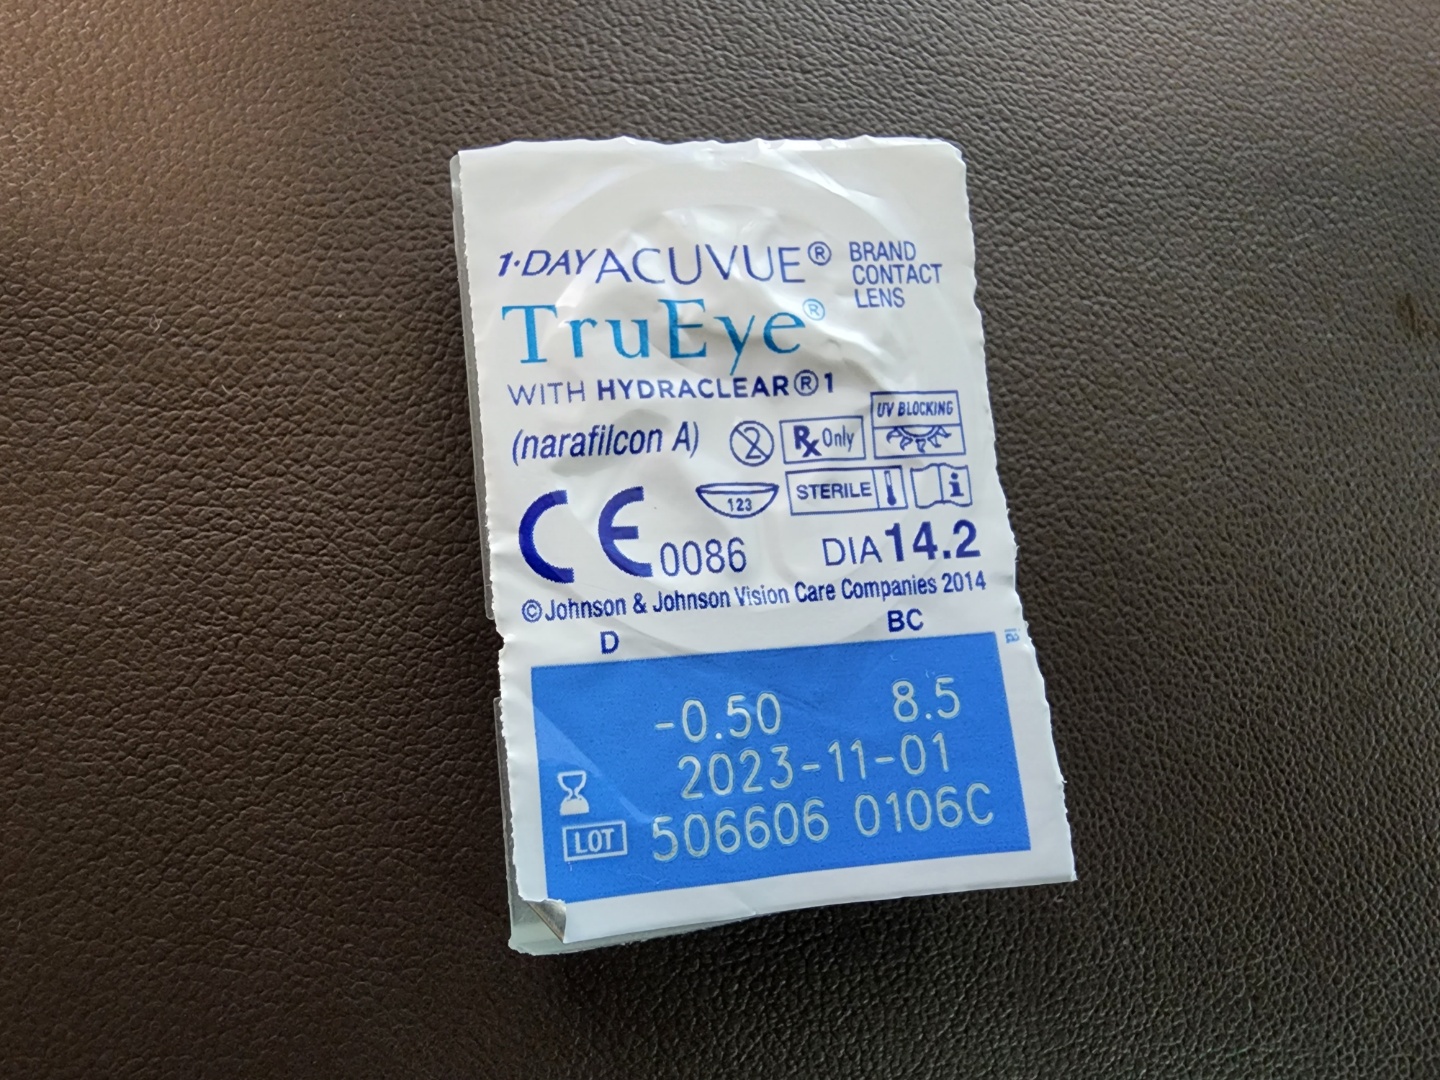 1·DAY ACUVUE® BRAND CONTACT LENS
TruEye®
WITH HYDRACLEAR®1
UV BLOCKING
(narafilcon A) 2 Rx Only
123 STERILE i
CE 0086 DIA 14.2
©Johnson & Johnson Vision Care Companies 2014
D BC
-0.50 8.5
2023-11-01
LOT 506606 0106C